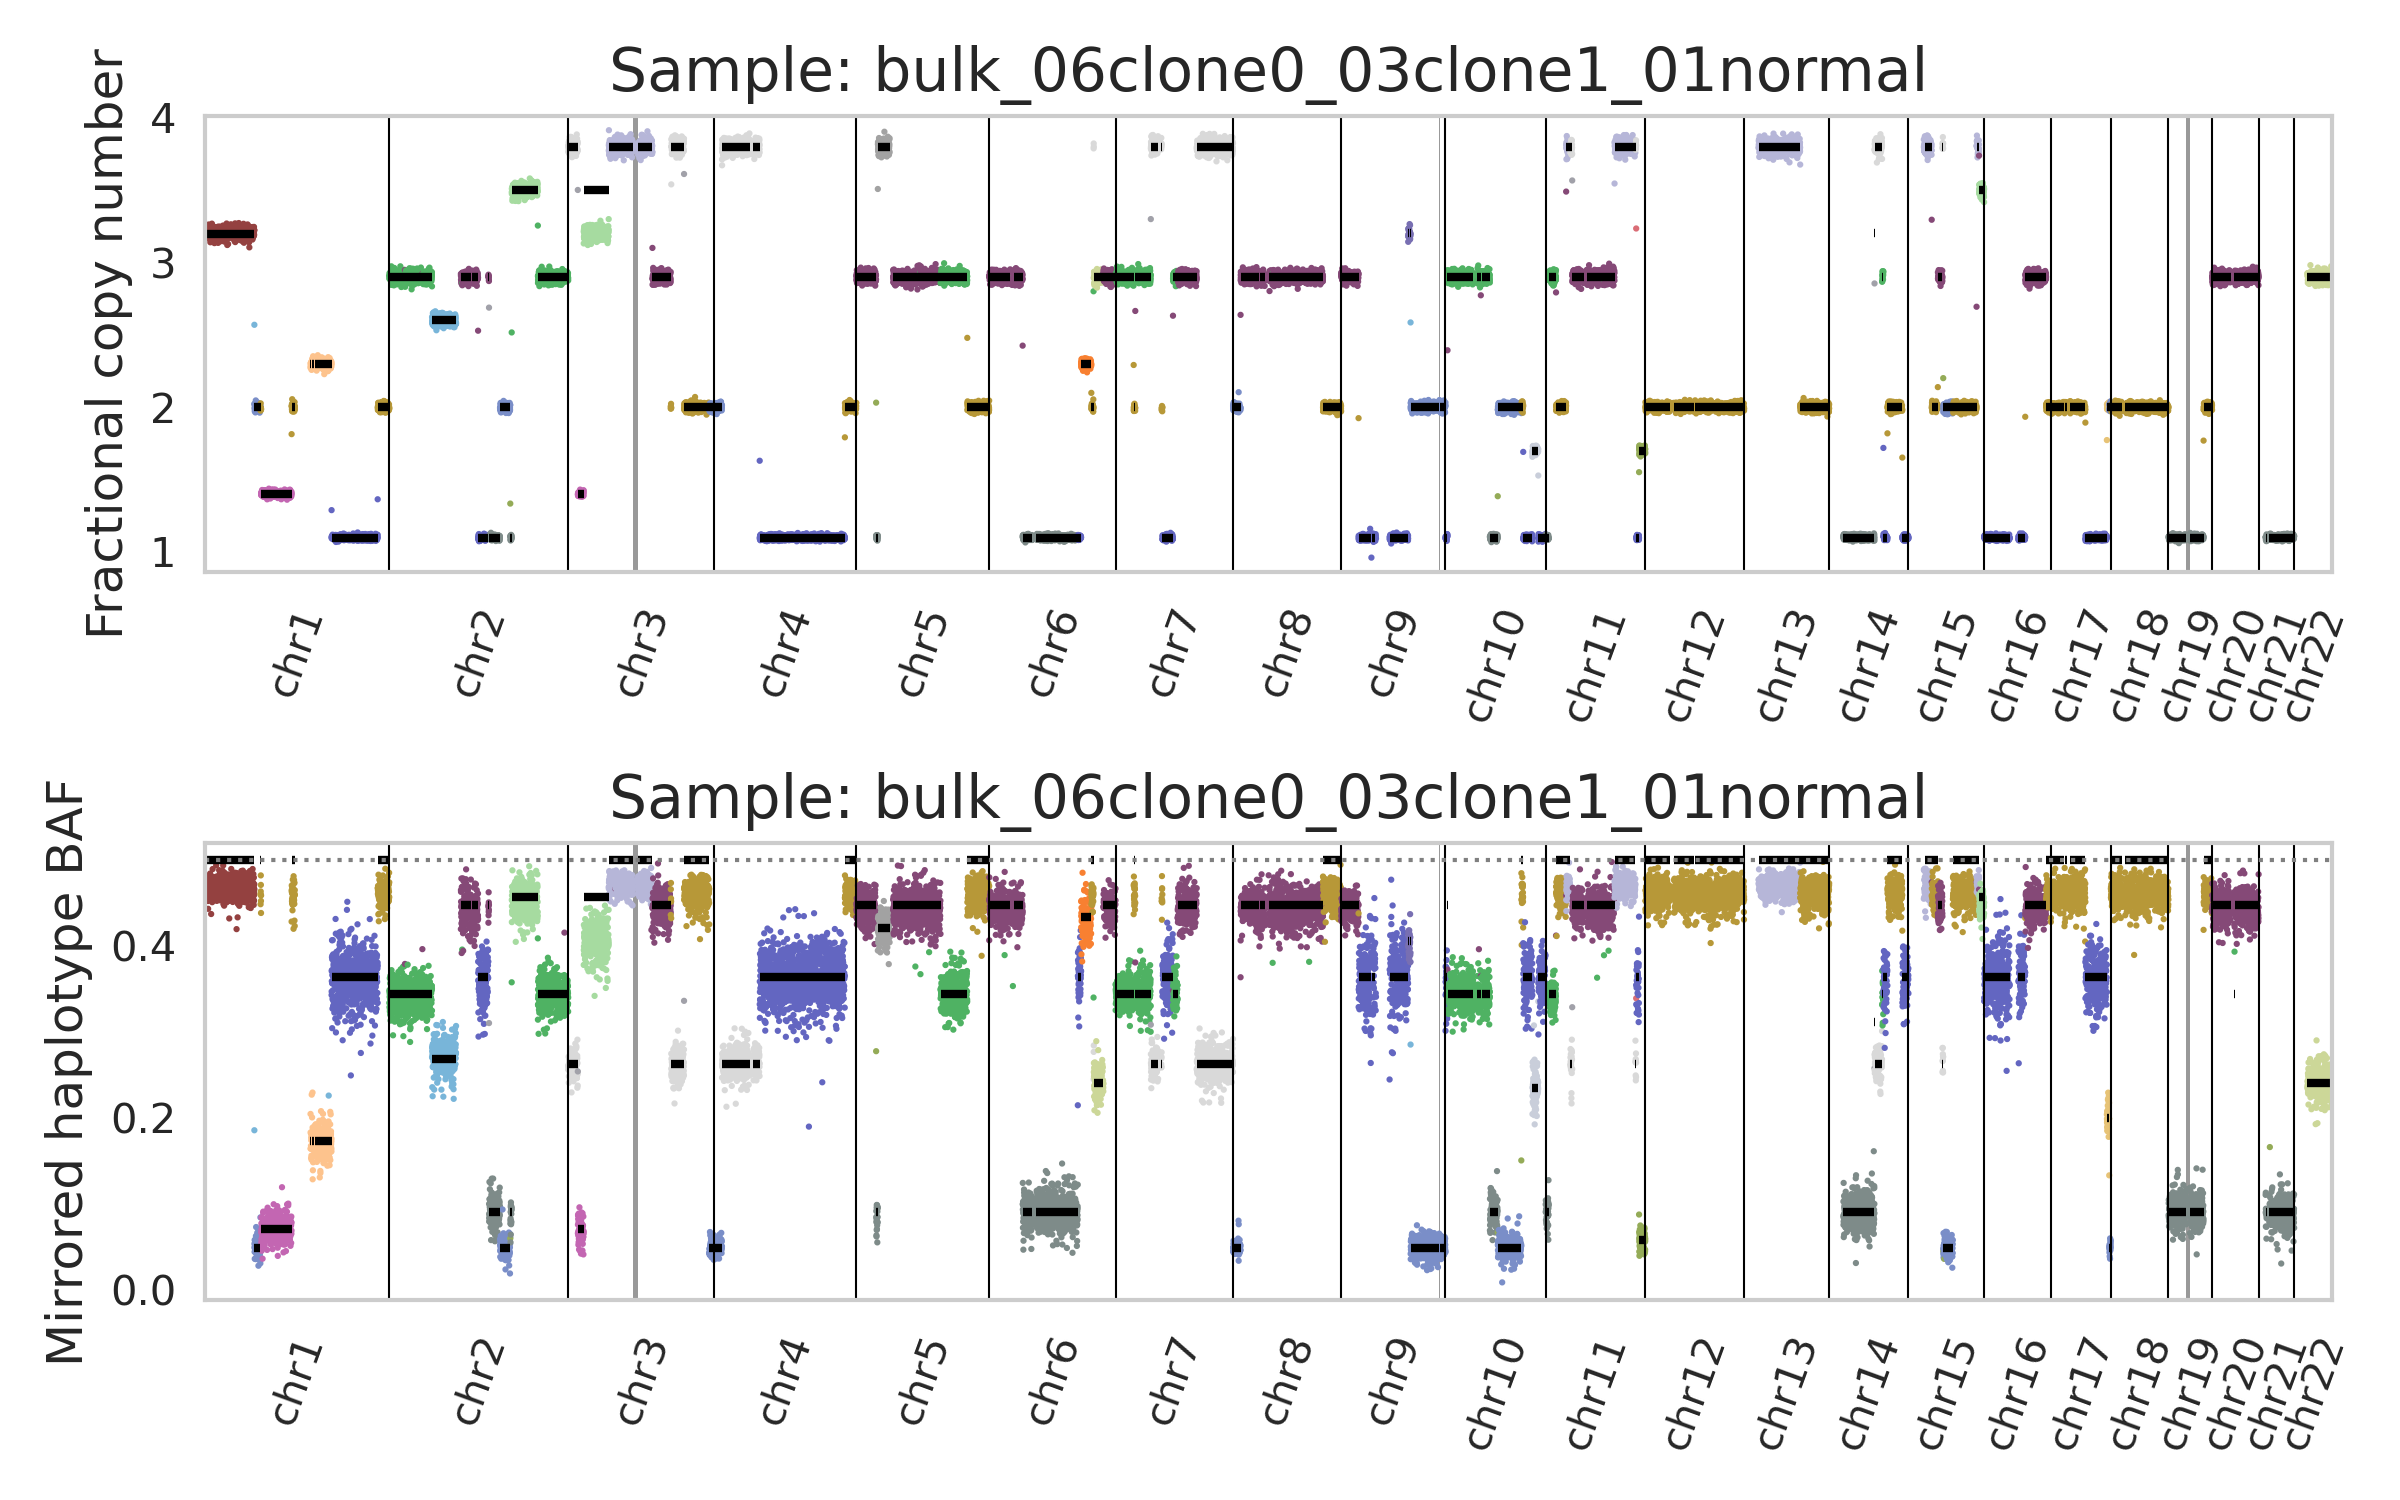 Sample: bulk_06clone0_03clone1_01normal
Fractional copy number
4
3
2
1
chr1 chr2 chr3 chr4 chr5 chr6 chr7 chr8 chr9 chr10 chr11 chr12 chr13 chr14 chr15 chr16 chr17 chr18 chr19 chr20 chr21 chr22
Sample: bulk_06clone0_03clone1_01normal
Mirrored haplotype BAF
0.4
0.2
0.0
chr1 chr2 chr3 chr4 chr5 chr6 chr7 chr8 chr9 chr10 chr11 chr12 chr13 chr14 chr15 chr16 chr17 chr18 chr19 chr20 chr21 chr22